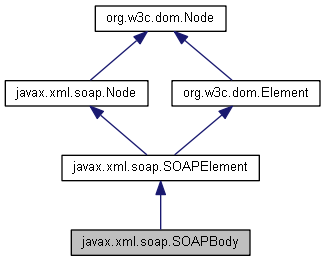 org.w3c.dom.Node
javax.xml.soap.Node
org.w3c.dom.Element
javax.xml.soap.SOAPElement
javax.xml.soap.SOAPBody